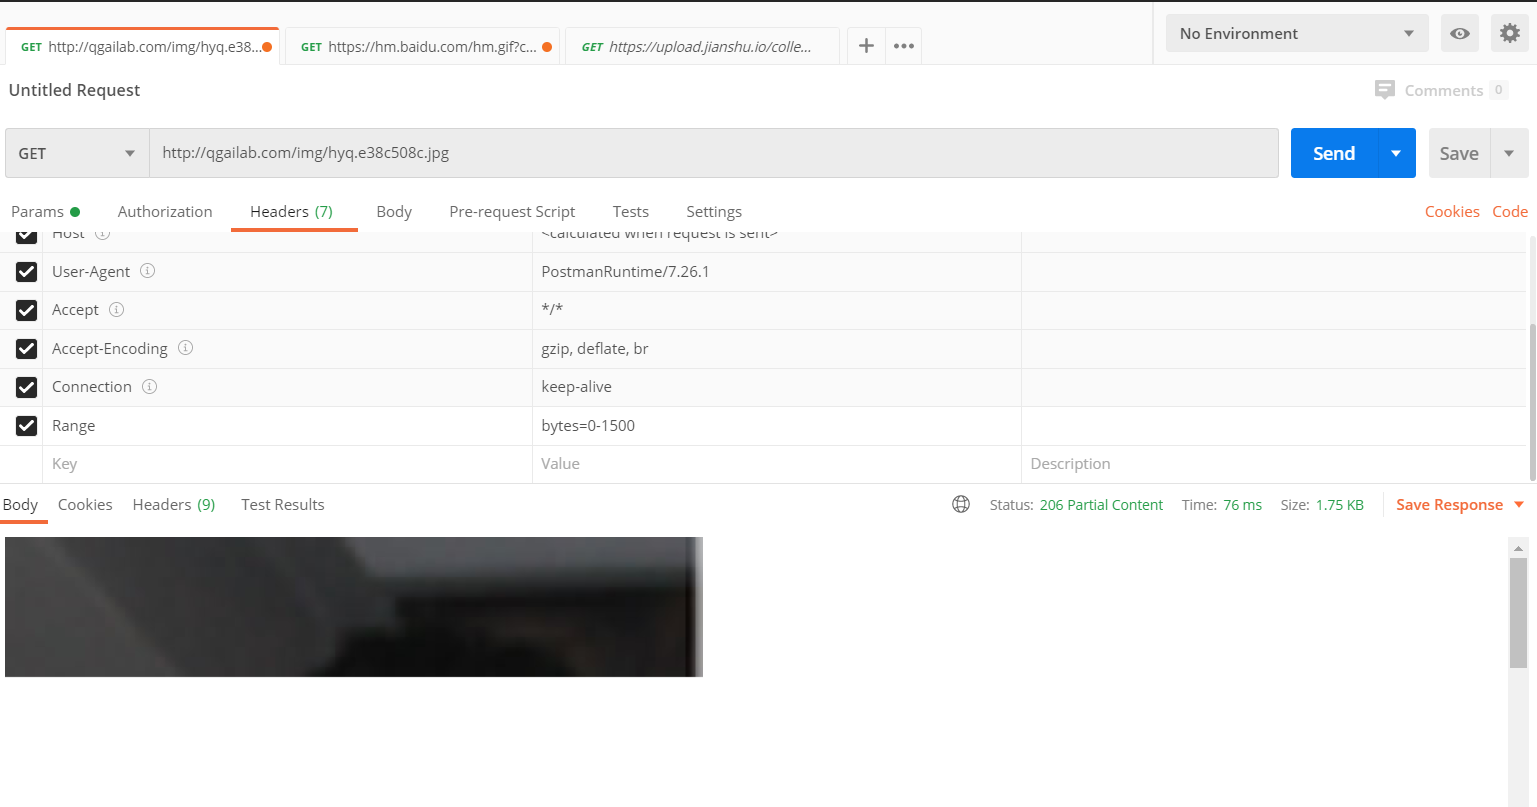 GET http://qgailab.com/img/hyq.e38... GET https://hm.baidu.com/hm.gif?c... GET https://upload.jianshu.io/colle... No Environment
Untitled Request Comments 0
GET http://qgailab.com/img/hyq.e38c508c.jpg Send Save
Params Authorization Headers (7) Body Pre-request Script Tests Settings Cookies Code
Host <calculated when request is sent>
User-Agent PostmanRuntime/7.26.1
Accept */*
Accept-Encoding gzip, deflate, br
Connection keep-alive
Range bytes=0-1500
Key Value Description
Body Cookies Headers (9) Test Results Status: 206 Partial Content Time: 76 ms Size: 1.75 KB Save Response